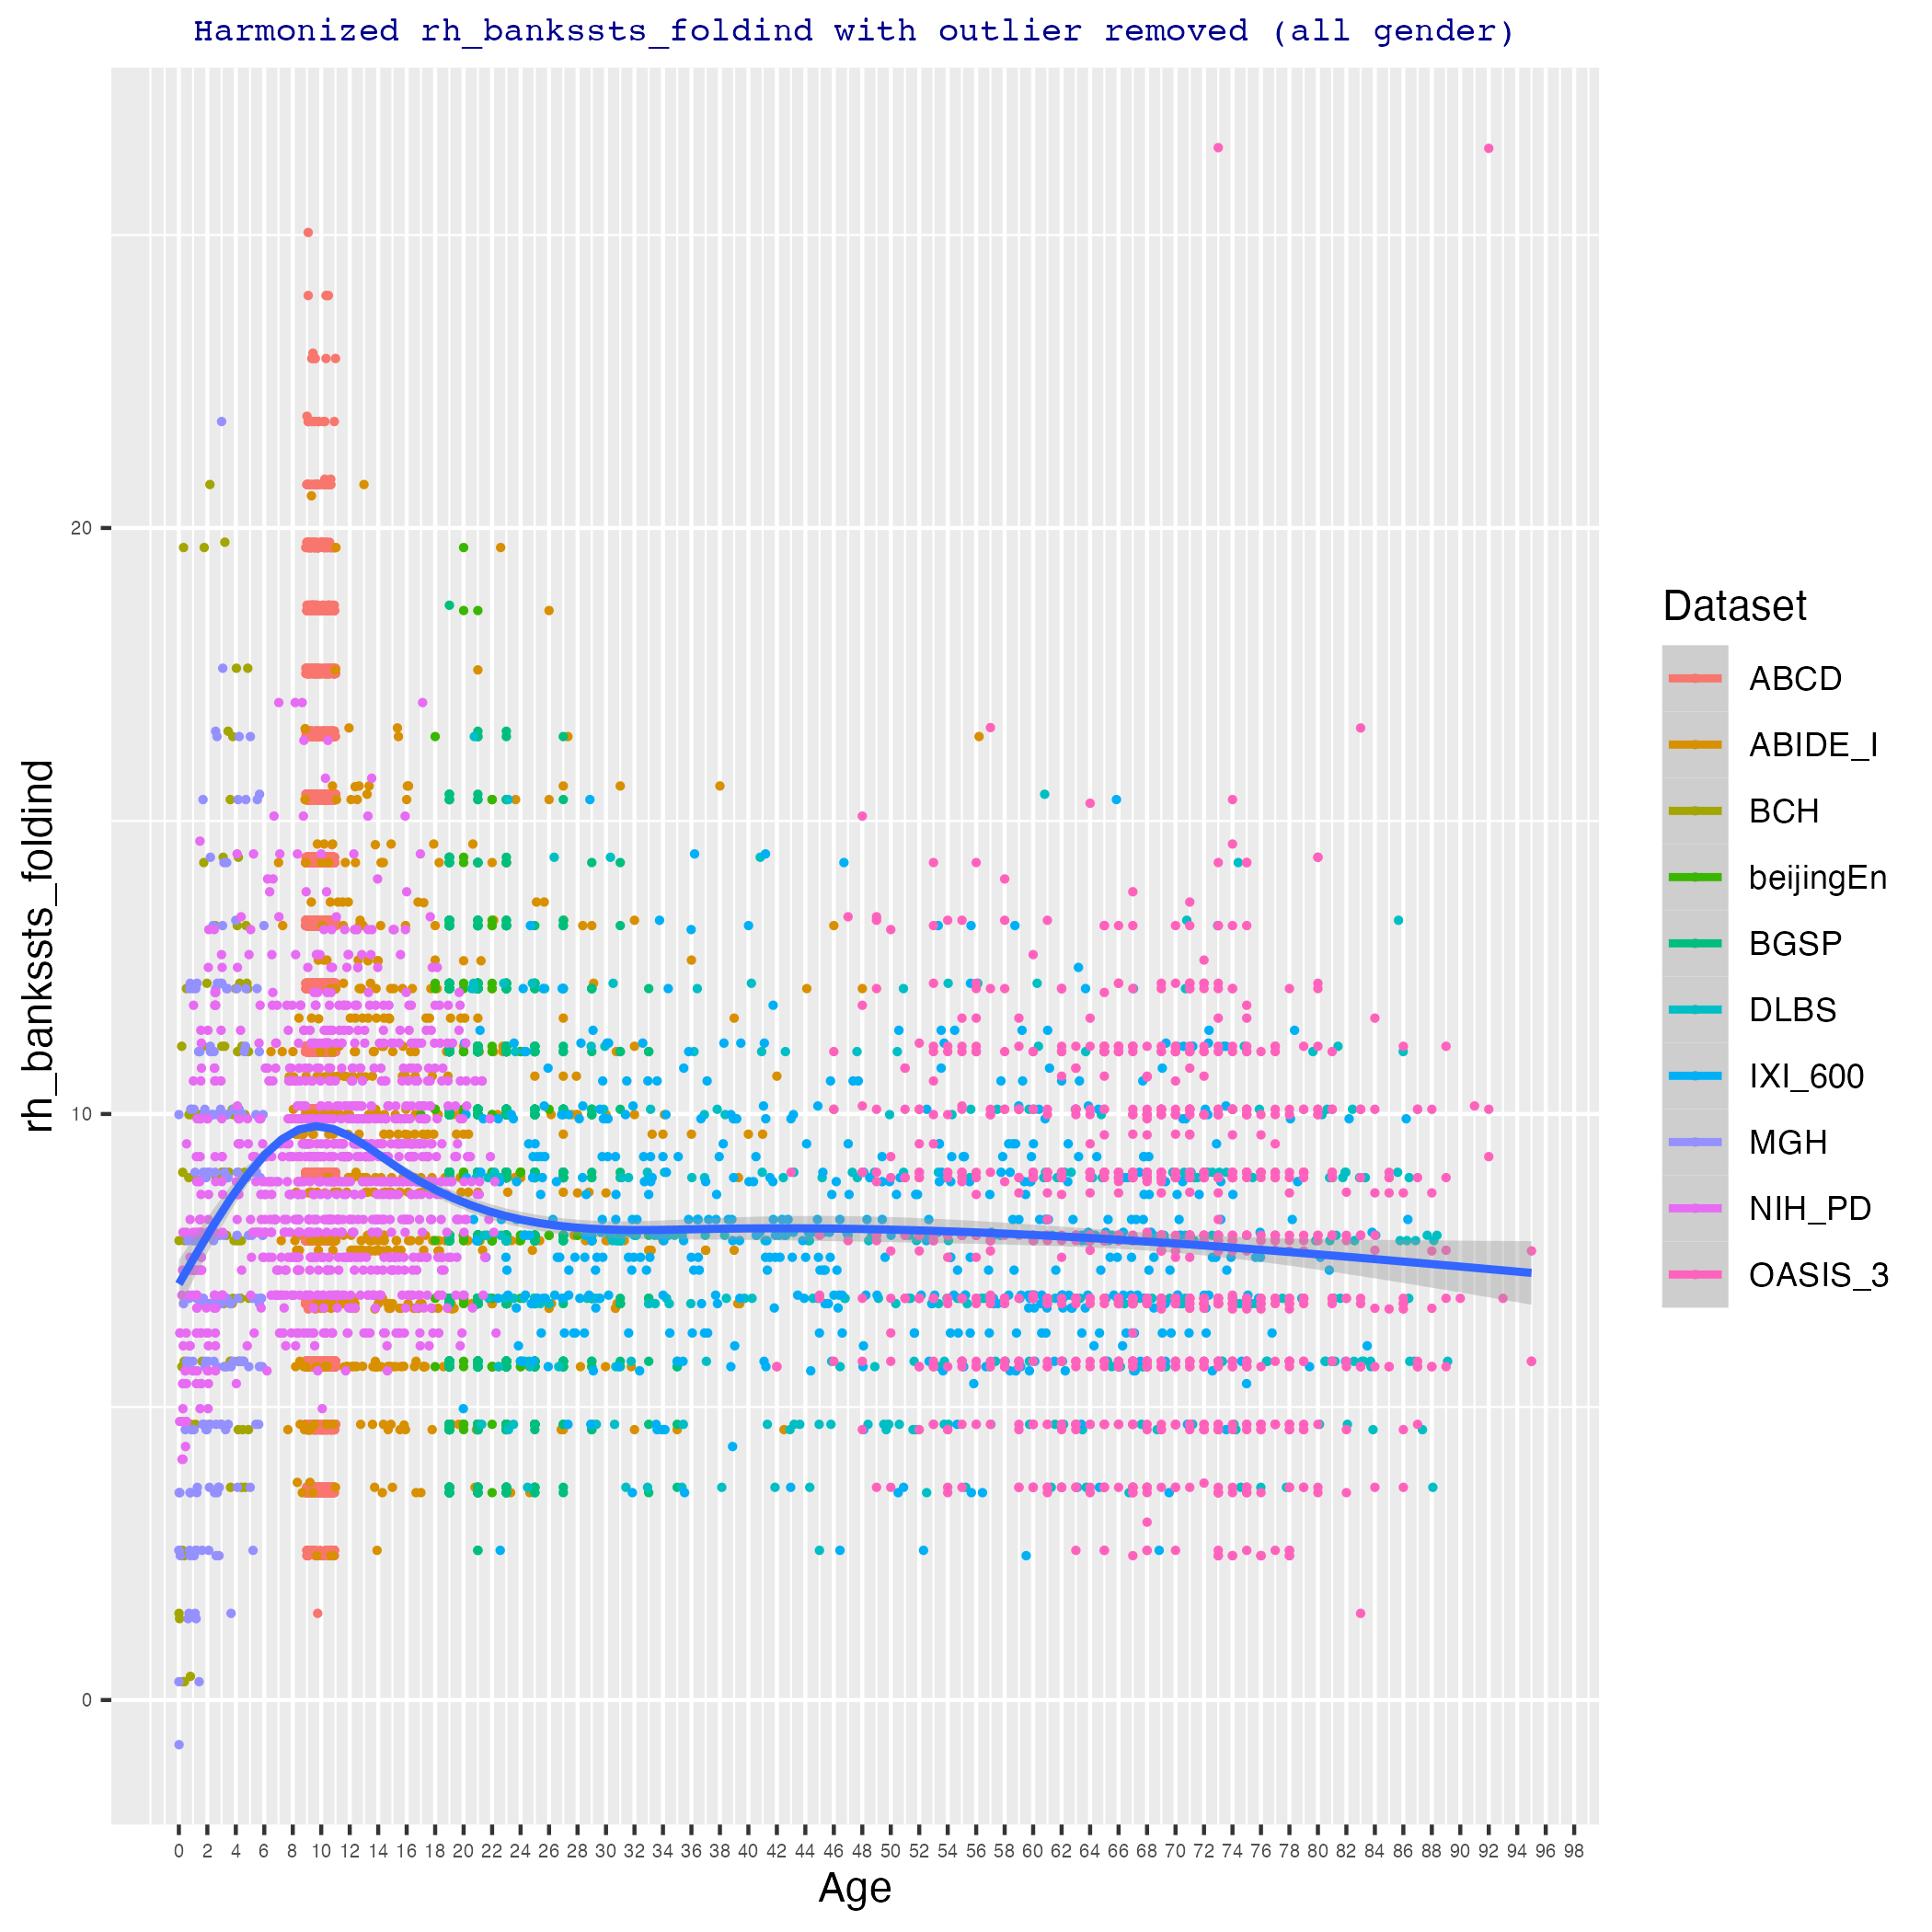 Harmonized rh_bankssts_foldind with outlier removed (all gender)
rh_bankssts_foldind
20
10
0
0 2 4 6 8 10 12 14 16 18 20 22 24 26 28 30 32 34 36 38 40 42 44 46 48 50 52 54 56 58 60 62 64 66 68 70 72 74 76 78 80 82 84 86 88 90 92 94 96 98
Age
Dataset
ABCD
ABIDE_I
BCH
beijingEn
BGSP
DLBS
IXI_600
MGH
NIH_PD
OASIS_3